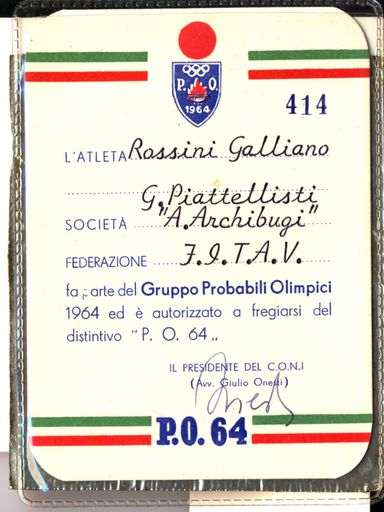 P. O.
1964
414
L'ATLETA Rossini Galliano
G. Piattellisti
SOCIETÀ "A. Archibugi"
FEDERAZIONE F.I.T.A.V.
fa parte del Gruppo Probabili Olimpici
1964 ed è autorizzato a fregiarsi del
distintivo “P. O. 64„
IL PRESIDENTE DEL C.O.N.I
(Avv. Giulio Onesti)
Onesti
P.O. 64